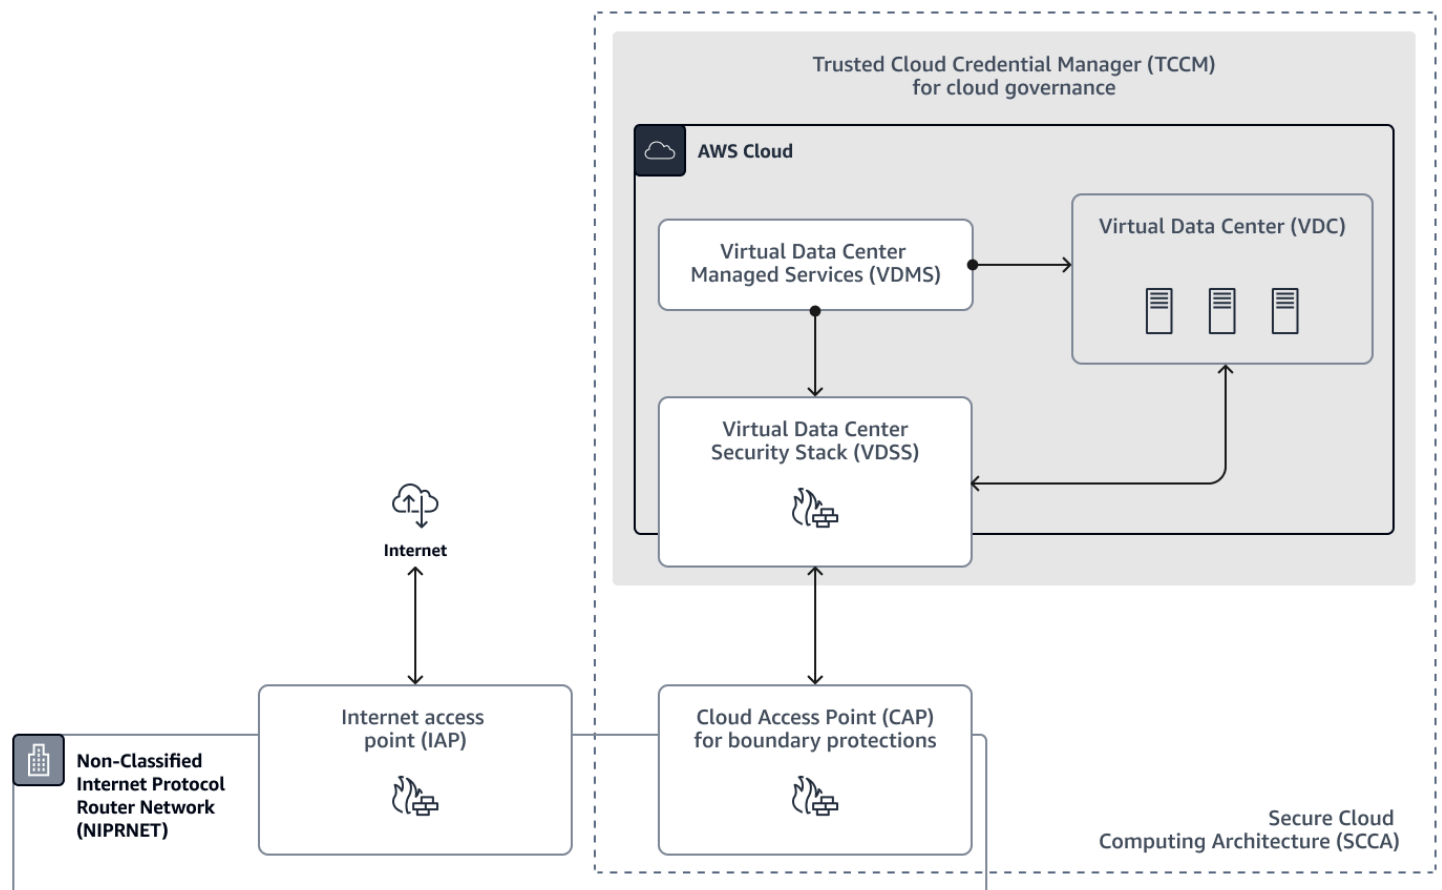 Trusted Cloud Credential Manager (TCCM)
for cloud governance
AWS Cloud
Virtual Data Center
Managed Services (VDMS)
Virtual Data Center (VDC)
Virtual Data Center
Security Stack (VDSS)
Internet
Internet access
point (IAP)
Cloud Access Point (CAP)
for boundary protections
Non-Classified
Internet Protocol
Router Network
(NIPRNET)
Secure Cloud
Computing Architecture (SCCA)